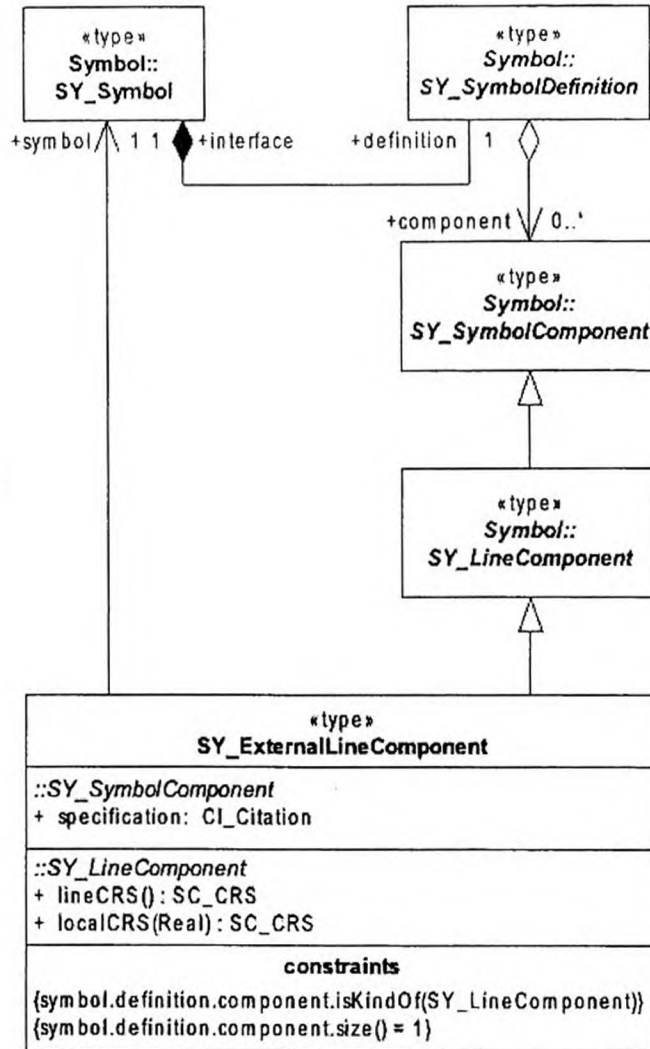 «type»
Symbol::
SY_Symbol
«type»
Symbol::
SY_SymbolDefinition
+symbol 1 1 +interface +definition 1
+component 0..*
«type»
Symbol::
SY_SymbolComponent
«type»
Symbol::
SY_LineComponent
«type»
SY_ExternalLineComponent
::SY_SymbolComponent
+ specification: CI_Citation
::SY_LineComponent
+ lineCRS() : SC_CRS
+ localCRS(Real) : SC_CRS
constraints
{symbol.definition.component.isKindOf(SY_LineComponent)}
{symbol.definition.component.size() = 1}